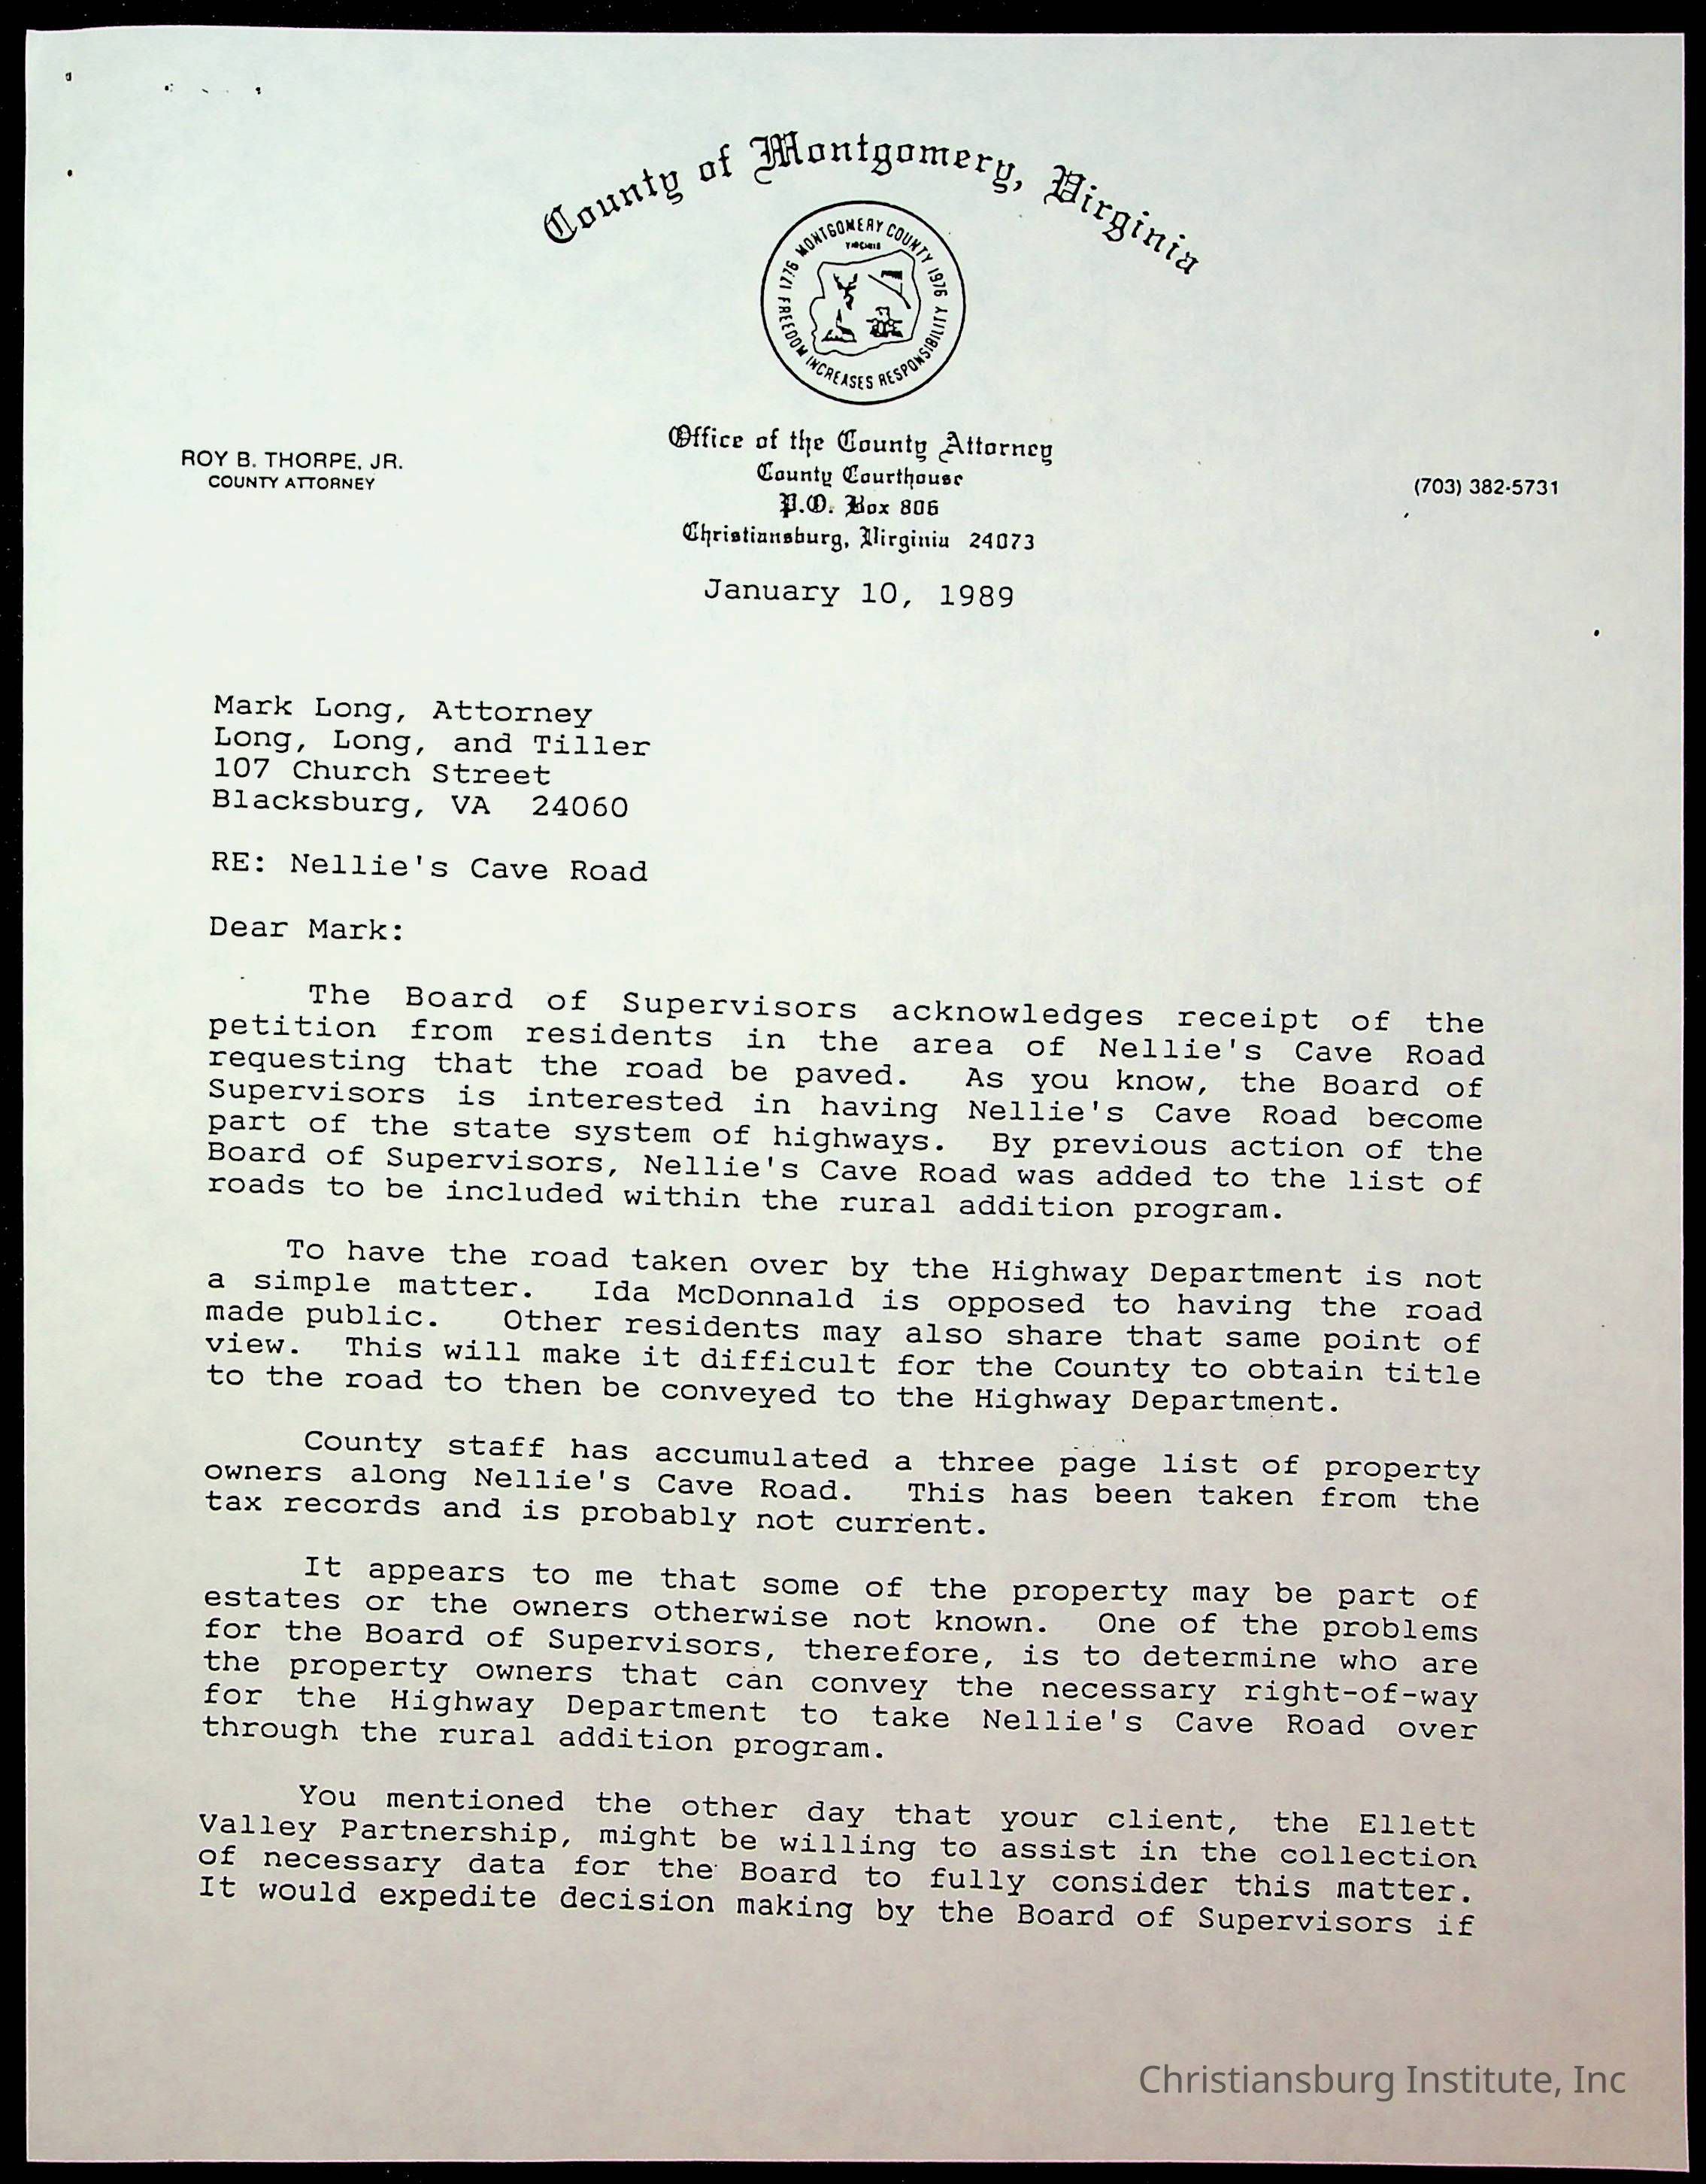 County of Montgomery, Virginia
MONTGOMERY COUNTY
VIRGINIA
1776 1976
FREEDOM INCREASES RESPONSIBILITY
ROY B. THORPE, JR.
COUNTY ATTORNEY
Office of the County Attorney
County Courthouse
P.O. Box 806
Christiansburg, Virginia 24073
(703) 382-5731
January 10, 1989
Mark Long, Attorney
Long, Long, and Tiller
107 Church Street
Blacksburg, VA 24060
RE: Nellie's Cave Road
Dear Mark:
The Board of Supervisors acknowledges receipt of the
petition from residents in the area of Nellie's Cave Road
requesting that the road be paved. As you know, the Board of
Supervisors is interested in having Nellie's Cave Road become
part of the state system of highways. By previous action of the
Board of Supervisors, Nellie's Cave Road was added to the list of
roads to be included within the rural addition program.
To have the road taken over by the Highway Department is not
a simple matter. Ida McDonnald is opposed to having the road
made public. Other residents may also share that same point of
view. This will make it difficult for the County to obtain title
to the road to then be conveyed to the Highway Department.
County staff has accumulated a three page list of property
owners along Nellie's Cave Road. This has been taken from the
tax records and is probably not current.
It appears to me that some of the property may be part of
estates or the owners otherwise not known. One of the problems
for the Board of Supervisors, therefore, is to determine who are
the property owners that can convey the necessary right-of-way
for the Highway Department to take Nellie's Cave Road over
through the rural addition program.
You mentioned the other day that your client, the Ellett
Valley Partnership, might be willing to assist in the collection
of necessary data for the Board to fully consider this matter.
It would expedite decision making by the Board of Supervisors if
Christiansburg Institute, Inc